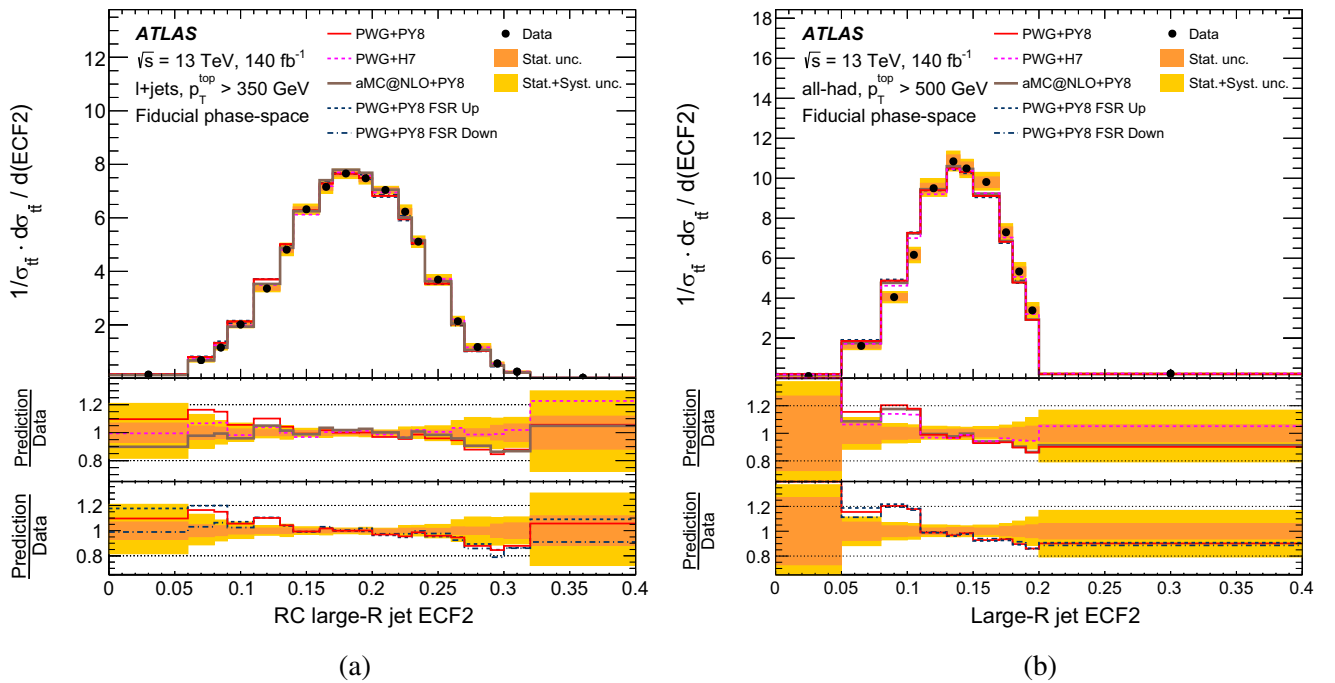 ATLAS
√s = 13 TeV, 140 fb⁻¹
l+jets, p_T^top > 350 GeV
Fiducial phase-space
PWG+PY8
PWG+H7
aMC@NLO+PY8
PWG+PY8 FSR Up
PWG+PY8 FSR Down
Data
Stat. unc.
Stat.+Syst. unc.
1/σ_tt̄ · dσ_tt̄ / d(ECF2)
12
10
8
6
4
2
Prediction
Data
1.2
1
0.8
Prediction
Data
1.2
1
0.8
0 0.05 0.1 0.15 0.2 0.25 0.3 0.35 0.4
RC large-R jet ECF2
(a)
ATLAS
√s = 13 TeV, 140 fb⁻¹
all-had, p_T^top > 500 GeV
Fiducial phase-space
PWG+PY8
PWG+H7
aMC@NLO+PY8
PWG+PY8 FSR Up
PWG+PY8 FSR Down
Data
Stat. unc.
Stat.+Syst. unc.
1/σ_tt̄ · dσ_tt̄ / d(ECF2)
18
16
14
12
10
8
6
4
2
Prediction
Data
1.2
1
0.8
Prediction
Data
1.2
1
0.8
0 0.05 0.1 0.15 0.2 0.25 0.3 0.35 0.4
Large-R jet ECF2
(b)